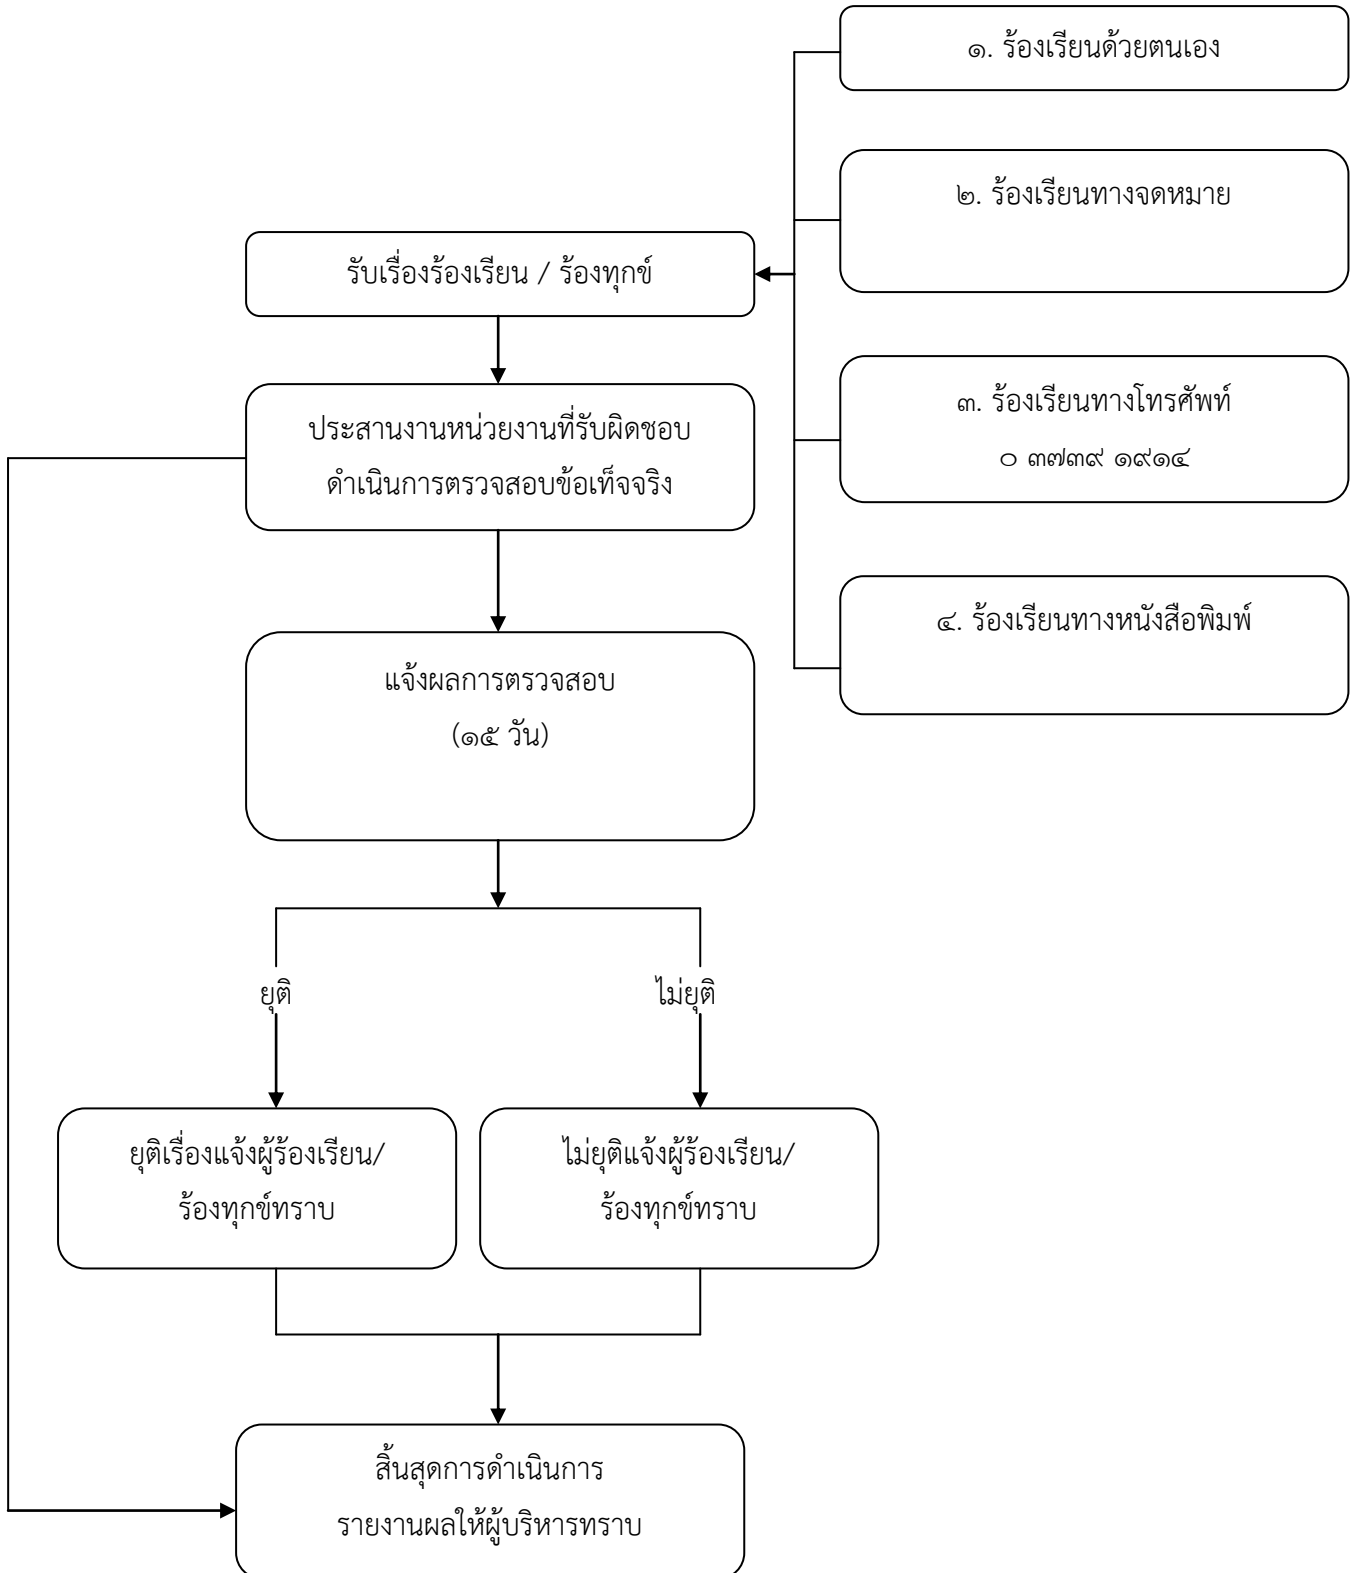 ๑. ร้องเรียนด้วยตนเอง
๒. ร้องเรียนทางจดหมาย
รับเรื่องร้องเรียน / ร้องทุกข์
๓. ร้องเรียนทางโทรศัพท์
๐ ๓๗๓๙ ๑๙๑๔
ประสานงานหน่วยงานที่รับผิดชอบ
ดำเนินการตรวจสอบข้อเท็จจริง
๔. ร้องเรียนทางหนังสือพิมพ์
แจ้งผลการตรวจสอบ
(๑๕ วัน)
ยุติ
ไม่ยุติ
ยุติเรื่องแจ้งผู้ร้องเรียน/
ร้องทุกข์ทราบ
ไม่ยุติแจ้งผู้ร้องเรียน/
ร้องทุกข์ทราบ
สิ้นสุดการดำเนินการ
รายงานผลให้ผู้บริหารทราบ